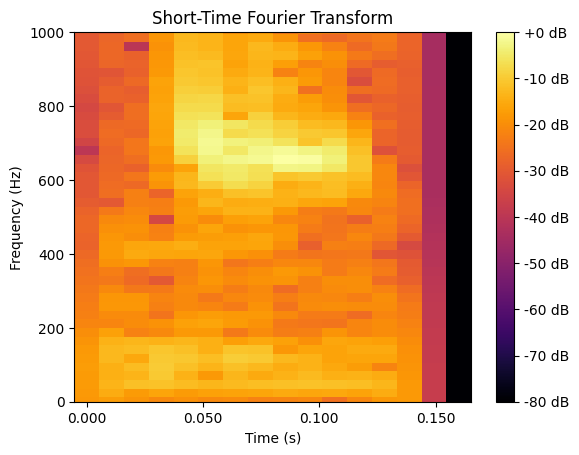 Short-Time Fourier Transform
1000
800
600
400
200
0
Frequency (Hz)
0.000
0.050
0.100
0.150
Time (s)
+0 dB
-10 dB
-20 dB
-30 dB
-40 dB
-50 dB
-60 dB
-70 dB
-80 dB